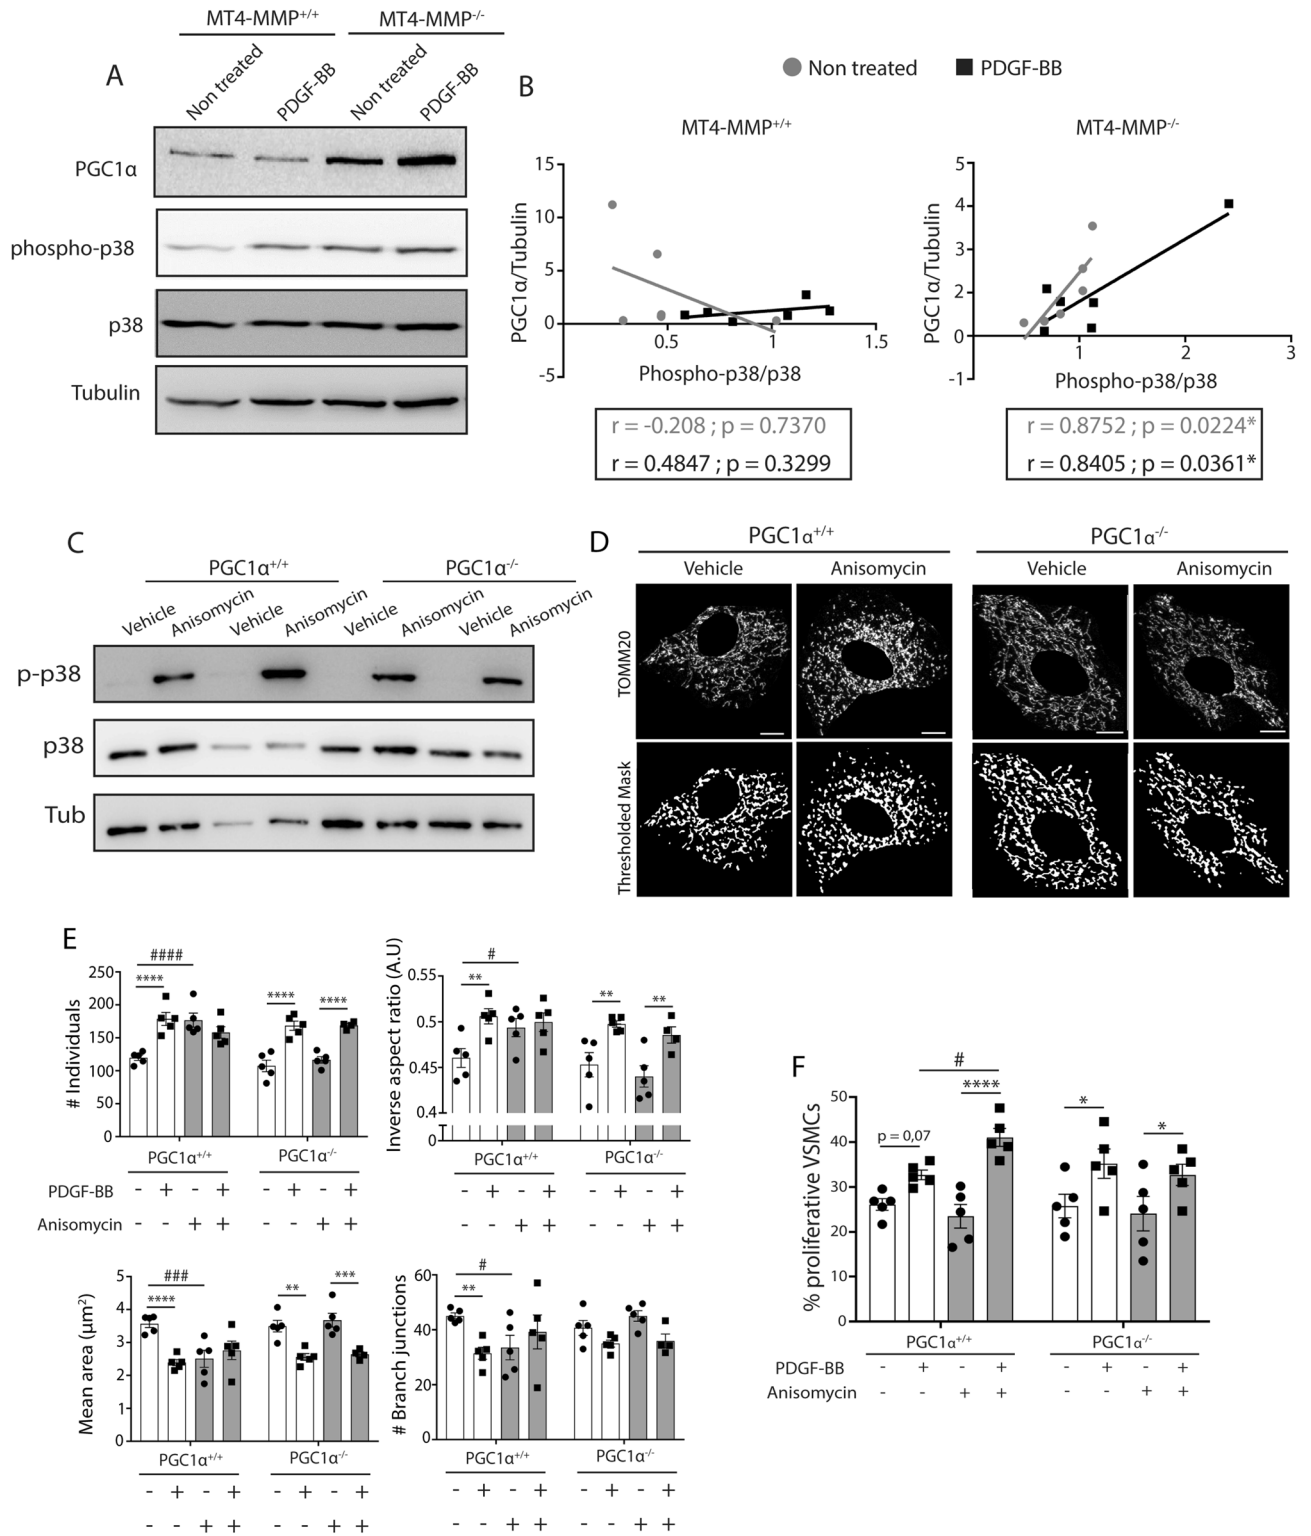 MT4-MMP+/+
MT4-MMP-/-
A
Non treated
PDGF-BB
Non treated
PDGF-BB
PGC1α
phospho-p38
p38
Tubulin
Non treated
PDGF-BB
B
MT4-MMP+/+
MT4-MMP-/-
PGC1α/Tubulin
15
10
5
0
-5
0.5
1
1.5
Phospho-p38/p38
PGC1α/Tubulin
5
4
3
2
1
0
-1
1
2
3
Phospho-p38/p38
r = -0.208 ; p = 0.7370
r = 0.4847 ; p = 0.3299
r = 0.8752 ; p = 0.0224*
r = 0.8405 ; p = 0.0361*
C
PGC1α+/+
PGC1α-/-
Vehicle
Anisomycin
Vehicle
Anisomycin
Vehicle
Anisomycin
Vehicle
Anisomycin
p-p38
p38
Tub
D
PGC1α+/+
PGC1α-/-
Vehicle
Anisomycin
Vehicle
Anisomycin
TOMM20
Thresholded Mask
E
# Individuals
250
200
150
100
50
0
####
****
****
****
PGC1α+/+
PGC1α-/-
PDGF-BB - + - + - + - +
Anisomycin - - + + - - + +
Inverse aspect ratio (A.U)
0.55
0.5
0.45
0.4
0
#
**
**
**
PGC1α+/+
PGC1α-/-
- + - + - + - +
- - + + - - + +
Mean area (µm2)
5
4
3
2
1
0
###
****
**
***
PGC1α+/+
PGC1α-/-
- + - + - + - +
- - + + - - + +
# Branch junctions
60
40
20
0
#
**
PGC1α+/+
PGC1α-/-
- + - + - + - +
- - + + - - + +
F
% proliferative VSMCs
50
40
30
20
10
0
#
****
p = 0,07
*
*
PGC1α+/+
PGC1α-/-
PDGF-BB - + - + - + - +
Anisomycin - - + + - - + +